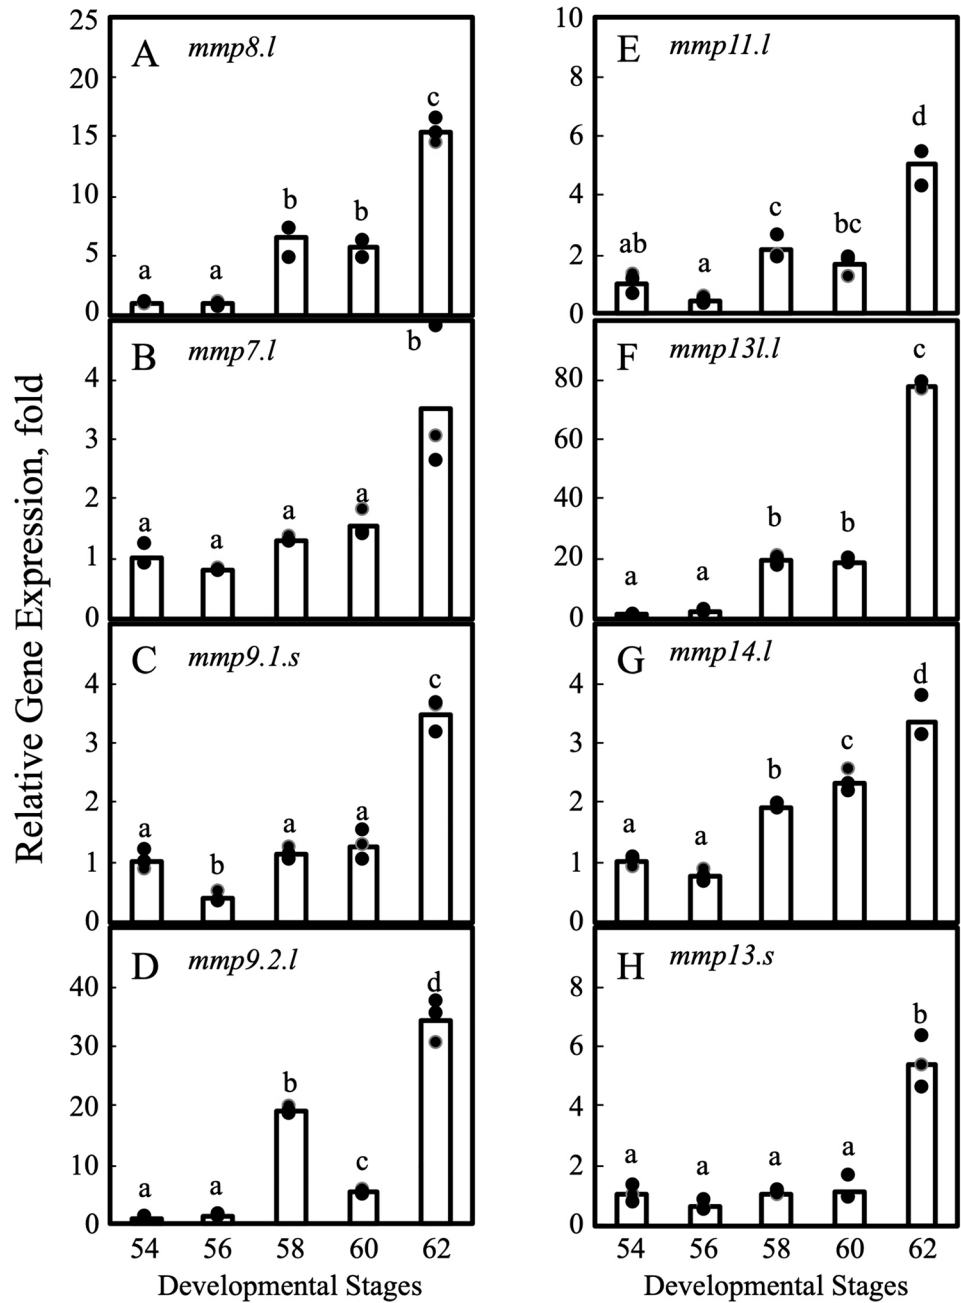 Relative Gene Expression, fold
A mmp8.l
25
20
15
10
5
0
a a b b c
B mmp7.l
4
3
2
1
0
a a a a b
C mmp9.1.s
4
3
2
1
0
a b a a c
D mmp9.2.l
40
30
20
10
0
a a b c d
54 56 58 60 62
Developmental Stages
E mmp11.l
10
8
6
4
2
0
ab a c bc d
F mmp13l.l
80
60
40
20
0
a a b b c
G mmp14.l
4
3
2
1
0
a a b c d
H mmp13.s
8
6
4
2
0
a a a a b
54 56 58 60 62
Developmental Stages